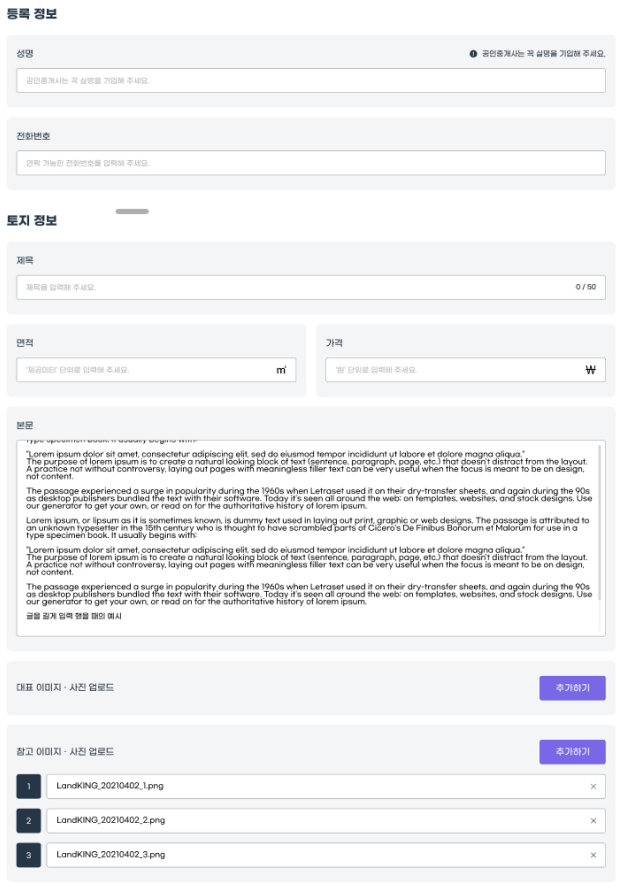 등록 정보
성명
공인중개사는 꼭 실명을 기입해 주세요.
공인중개사는 꼭 실명을 기입해 주세요.
전화번호
연락 가능한 전화번호를 입력해 주세요.
토지 정보
제목
제목을 입력해 주세요.
0 / 50
면적
가격
'제곱미터' 단위로 입력해 주세요.
㎡
'원' 단위로 입력해 주세요.
₩
본문
type specimen book. It usually begins with:
"Lorem ipsum dolor sit amet, consectetur adipiscing elit, sed do eiusmod tempor incididunt ut labore et dolore magna aliqua."
The purpose of lorem ipsum is to create a natural looking block of text (sentence, paragraph, page, etc.) that doesn't distract from the layout.
A practice not without controversy, laying out pages with meaningless filler text can be very useful when the focus is meant to be on design,
not content.
The passage experienced a surge in popularity during the 1960s when Letraset used it on their dry-transfer sheets, and again during the 90s
as desktop publishers bundled the text with their software. Today it's seen all around the web; on templates, websites, and stock designs. Use
our generator to get your own, or read on for the authoritative history of lorem ipsum.
Lorem ipsum, or lipsum as it is sometimes known, is dummy text used in laying out print, graphic or web designs. The passage is attributed to
an unknown typesetter in the 15th century who is thought to have scrambled parts of Cicero's De Finibus Bonorum et Malorum for use in a
type specimen book. It usually begins with:
"Lorem ipsum dolor sit amet, consectetur adipiscing elit, sed do eiusmod tempor incididunt ut labore et dolore magna aliqua."
The purpose of lorem ipsum is to create a natural looking block of text (sentence, paragraph, page, etc.) that doesn't distract from the layout.
A practice not without controversy, laying out pages with meaningless filler text can be very useful when the focus is meant to be on design,
not content.
The passage experienced a surge in popularity during the 1960s when Letraset used it on their dry-transfer sheets, and again during the 90s
as desktop publishers bundled the text with their software. Today it's seen all around the web; on templates, websites, and stock designs. Use
our generator to get your own, or read on for the authoritative history of lorem ipsum.
글을 길게 입력 했을 때의 예시
대표 이미지 · 사진 업로드
추가하기
참고 이미지 · 사진 업로드
추가하기
1 LandKING_20210402_1.png ×
2 LandKING_20210402_2.png ×
3 LandKING_20210402_3.png ×